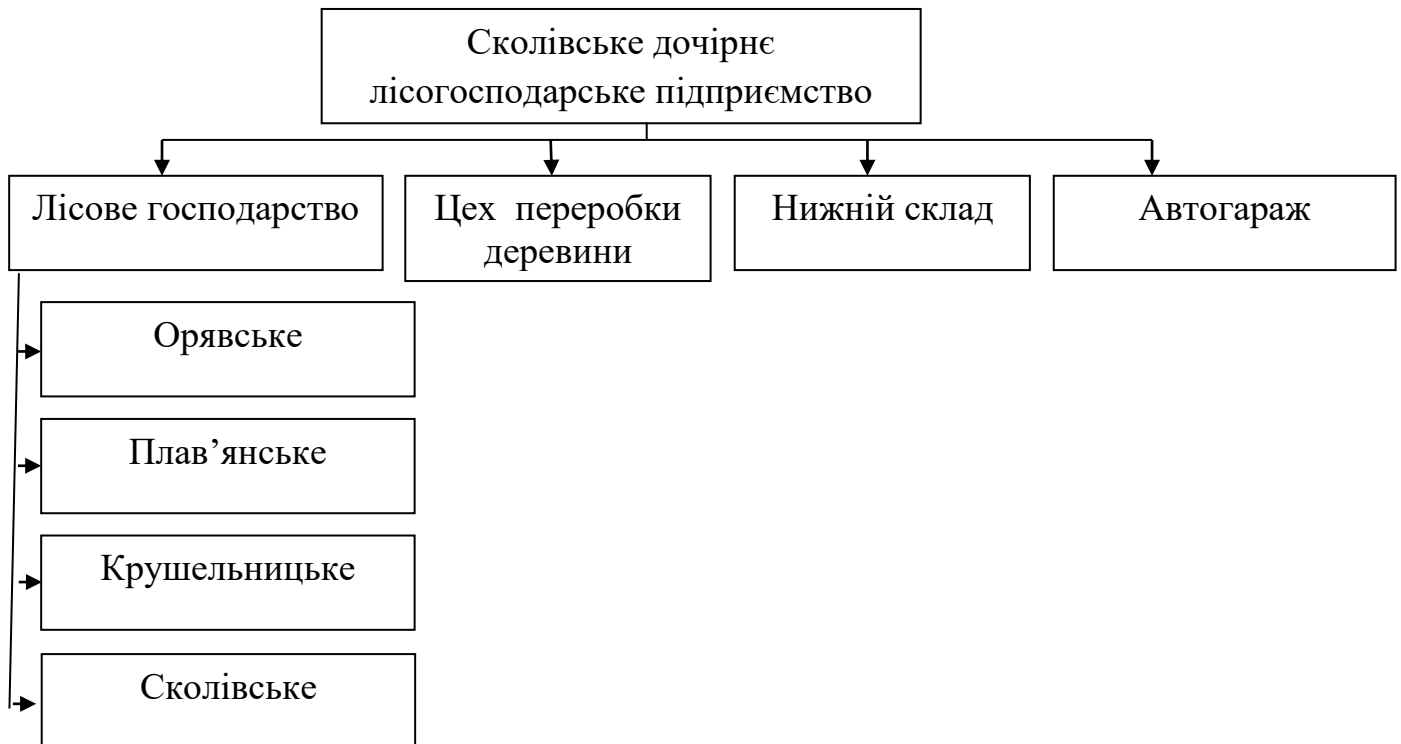 Сколівське дочірнє
лісогосподарське підприємство
Лісове господарство
Цех переробки
деревини
Нижній склад
Автогараж
Орявське
Плав’янське
Крушельницьке
Сколівське